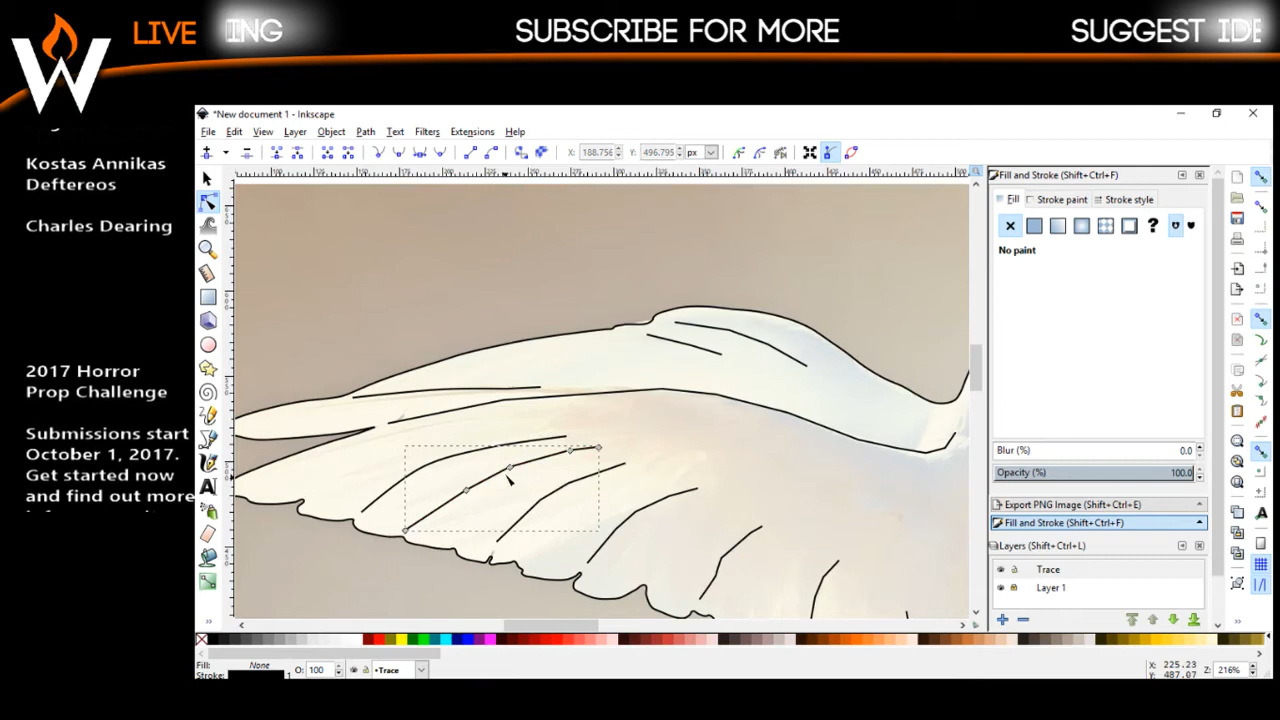 W
LIVE
ING
SUBSCRIBE FOR MORE
SUGGEST IDE
Kostas Annikas
Deftereos
Charles Dearing
2017 Horror
Prop Challenge
Submissions start
October 1, 2017.
Get started now
and find out more
*New document 1 - Inkscape
File Edit View Layer Object Path Text Filters Extensions Help
X: 188.756 Y: 496.795 px
Fill and Stroke (Shift+Ctrl+F)
Fill Stroke paint Stroke style
No paint
Blur (%) 0.0
Opacity (%) 100.0
Export PNG Image (Shift+Ctrl+E)
Fill and Stroke (Shift+Ctrl+F)
Layers (Shift+Ctrl+L)
Trace
Layer 1
Fill: None
Stroke: 1
O: 100
•Trace
X: 225.23
Y: 487.07
Z: 216%